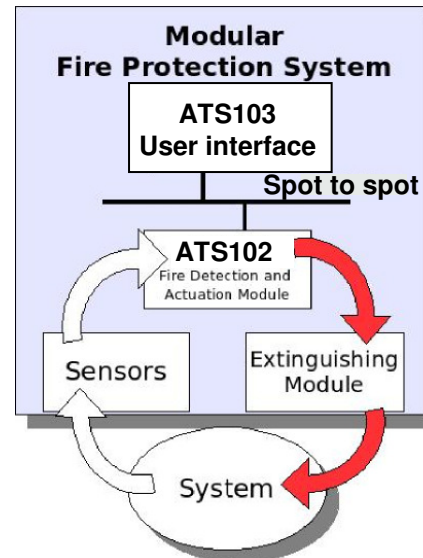 Modular
Fire Protection System
ATS103
User interface
Spot to spot
ATS102
Fire Detection and
Actuation Module
Sensors
Extinguishing
Module
System